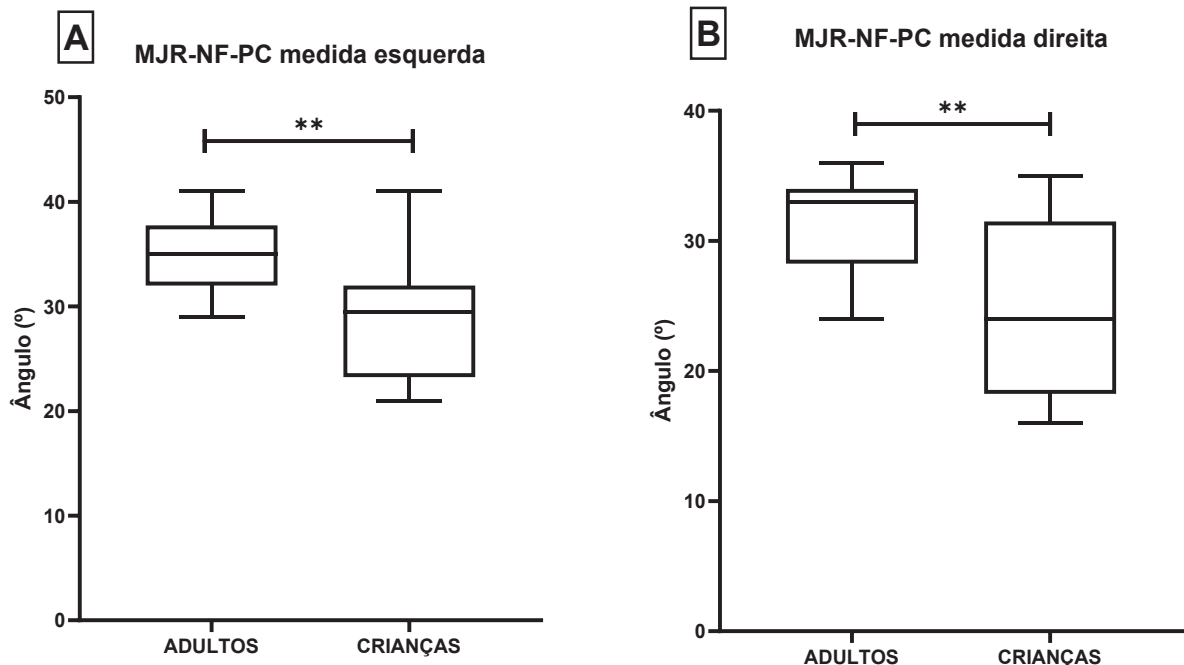 A
MJR-NF-PC medida esquerda
50
40
30
20
10
0
Ângulo (º)
**
ADULTOS
CRIANÇAS
B
MJR-NF-PC medida direita
40
30
20
10
0
Ângulo (º)
**
ADULTOS
CRIANÇAS